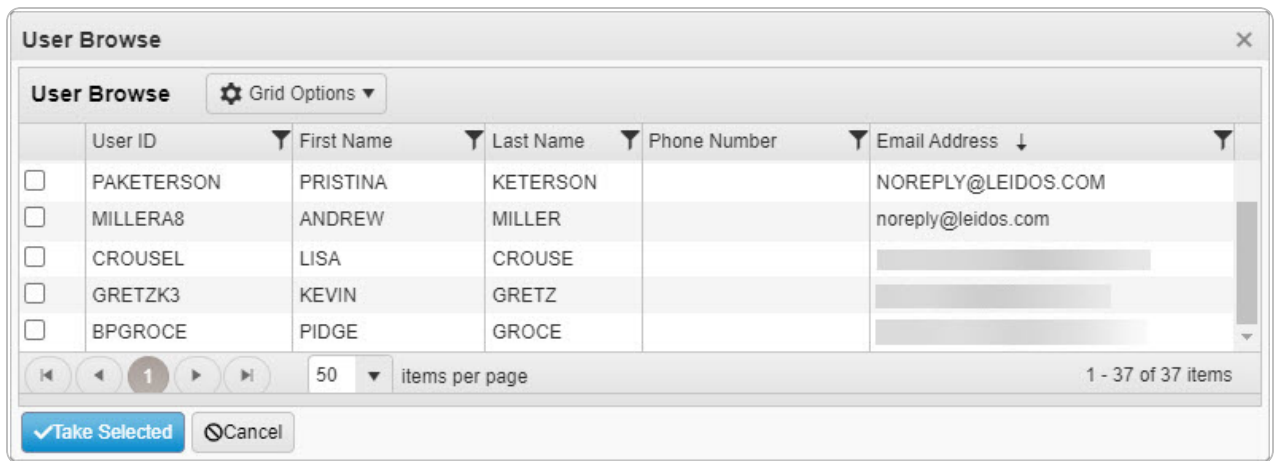 User Browse
User Browse Grid Options
User ID First Name Last Name Phone Number Email Address
PAKETERSON PRISTINA KETERSON NOREPLY@LEIDOS.COM
MILLERA8 ANDREW MILLER noreply@leidos.com
CROUSEL LISA CROUSE
GRETZK3 KEVIN GRETZ
BPGROCE PIDGE GROCE
1 50 items per page 1 - 37 of 37 items
Take Selected Cancel